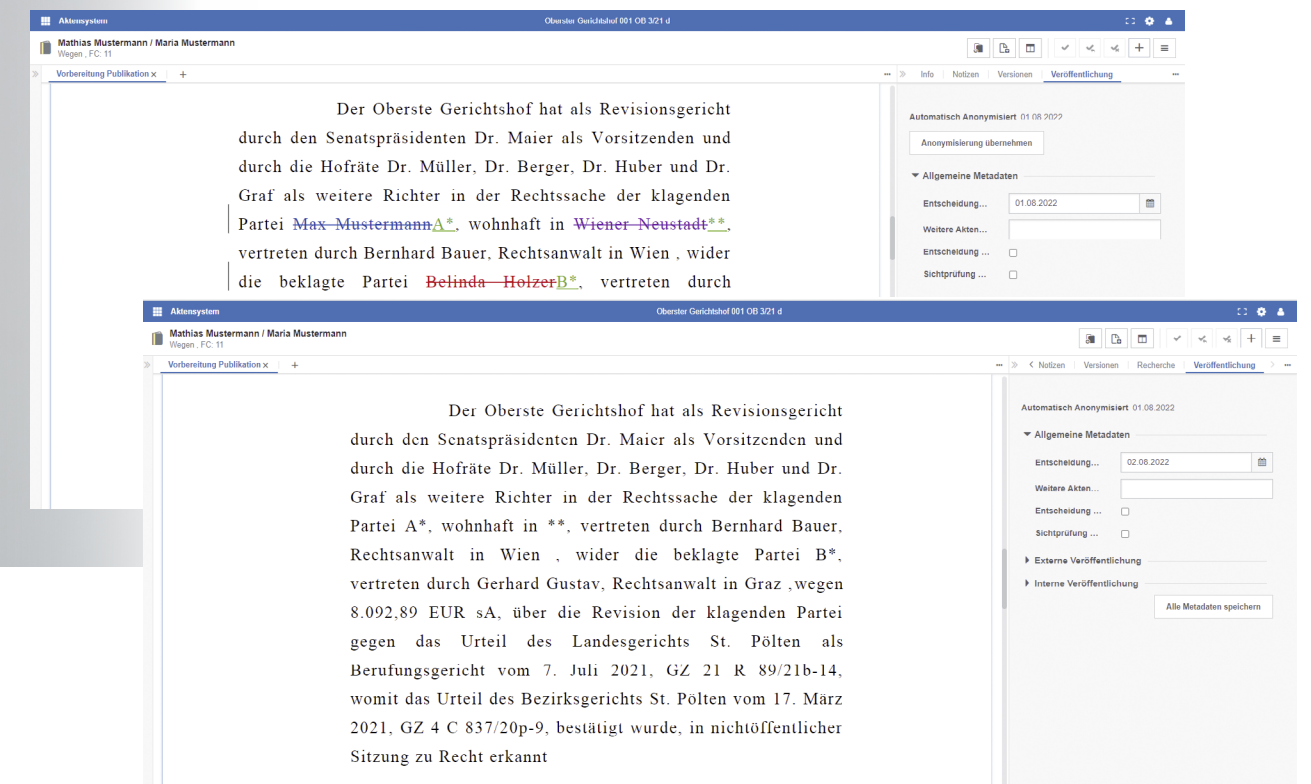 Aktensystem
Oberster Gerichtshof 001 OB 3/21 d
Mathias Mustermann / Maria Mustermann
Wegen , FC: 11
Vorbereitung Publikation × +
Info Notizen Versionen Veröffentlichung
Der Oberste Gerichtshof hat als Revisionsgericht
durch den Senatspräsidenten Dr. Maier als Vorsitzenden und
durch die Hofräte Dr. Müller, Dr. Berger, Dr. Huber und Dr.
Graf als weitere Richter in der Rechtssache der klagenden
Partei Max MustermannA*, wohnhaft in Wiener Neustadt**,
vertreten durch Bernhard Bauer, Rechtsanwalt in Wien , wider
die beklagte Partei Belinda HolzerB*, vertreten durch
Automatisch Anonymisiert 01.08.2022
Anonymisierung übernehmen
Allgemeine Metadaten
Entscheidung... 01.08.2022
Weitere Akten...
Entscheidung ...
Sichtprüfung ...
Aktensystem
Oberster Gerichtshof 001 OB 3/21 d
Mathias Mustermann / Maria Mustermann
Wegen , FC: 11
Vorbereitung Publikation × +
Notizen Versionen Recherche Veröffentlichung
Der Oberste Gerichtshof hat als Revisionsgericht
durch den Senatspräsidenten Dr. Maier als Vorsitzenden und
durch die Hofräte Dr. Müller, Dr. Berger, Dr. Huber und Dr.
Graf als weitere Richter in der Rechtssache der klagenden
Partei A*, wohnhaft in **, vertreten durch Bernhard Bauer,
Rechtsanwalt in Wien , wider die beklagte Partei B*,
vertreten durch Gerhard Gustav, Rechtsanwalt in Graz ,wegen
8.092,89 EUR sA, über die Revision der klagenden Partei
gegen das Urteil des Landesgerichts St. Pölten als
Berufungsgericht vom 7. Juli 2021, GZ 21 R 89/21b-14,
womit das Urteil des Bezirksgerichts St. Pölten vom 17. März
2021, GZ 4 C 837/20p-9, bestätigt wurde, in nichtöffentlicher
Sitzung zu Recht erkannt
Automatisch Anonymisiert 01.08.2022
Allgemeine Metadaten
Entscheidung... 02.08.2022
Weitere Akten...
Entscheidung ...
Sichtprüfung ...
Externe Veröffentlichung
Interne Veröffentlichung
Alle Metadaten speichern